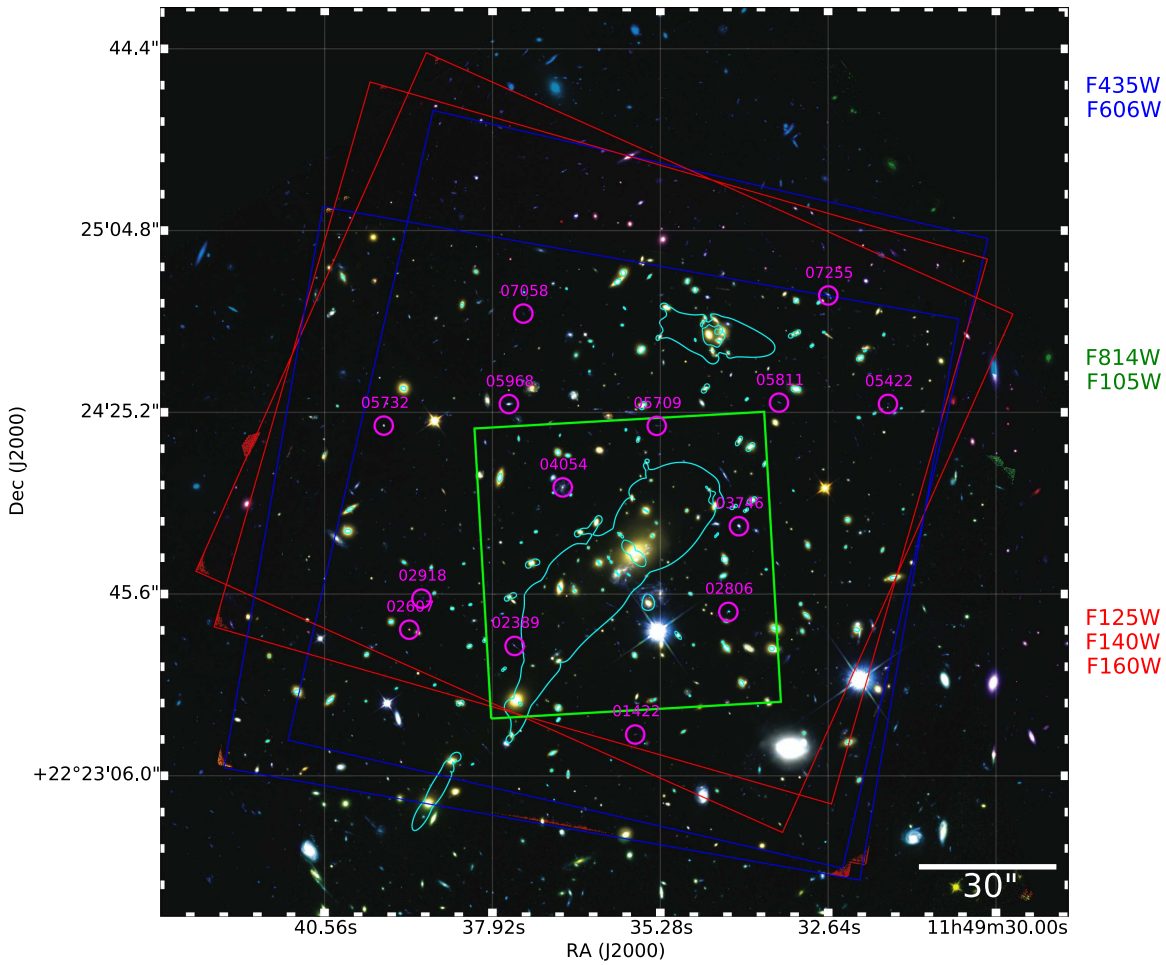 44.4"
F435W
F606W
25'04.8"
07255
07058
F814W
F105W
05968
05811
05422
05732
05709
24'25.2"
04054
03746
Dec (J2000)
02918
02806
45.6"
02607
02389
F125W
F140W
F160W
01422
+22°23'06.0"
30"
40.56s
37.92s
35.28s
32.64s
11h49m30.00s
RA (J2000)